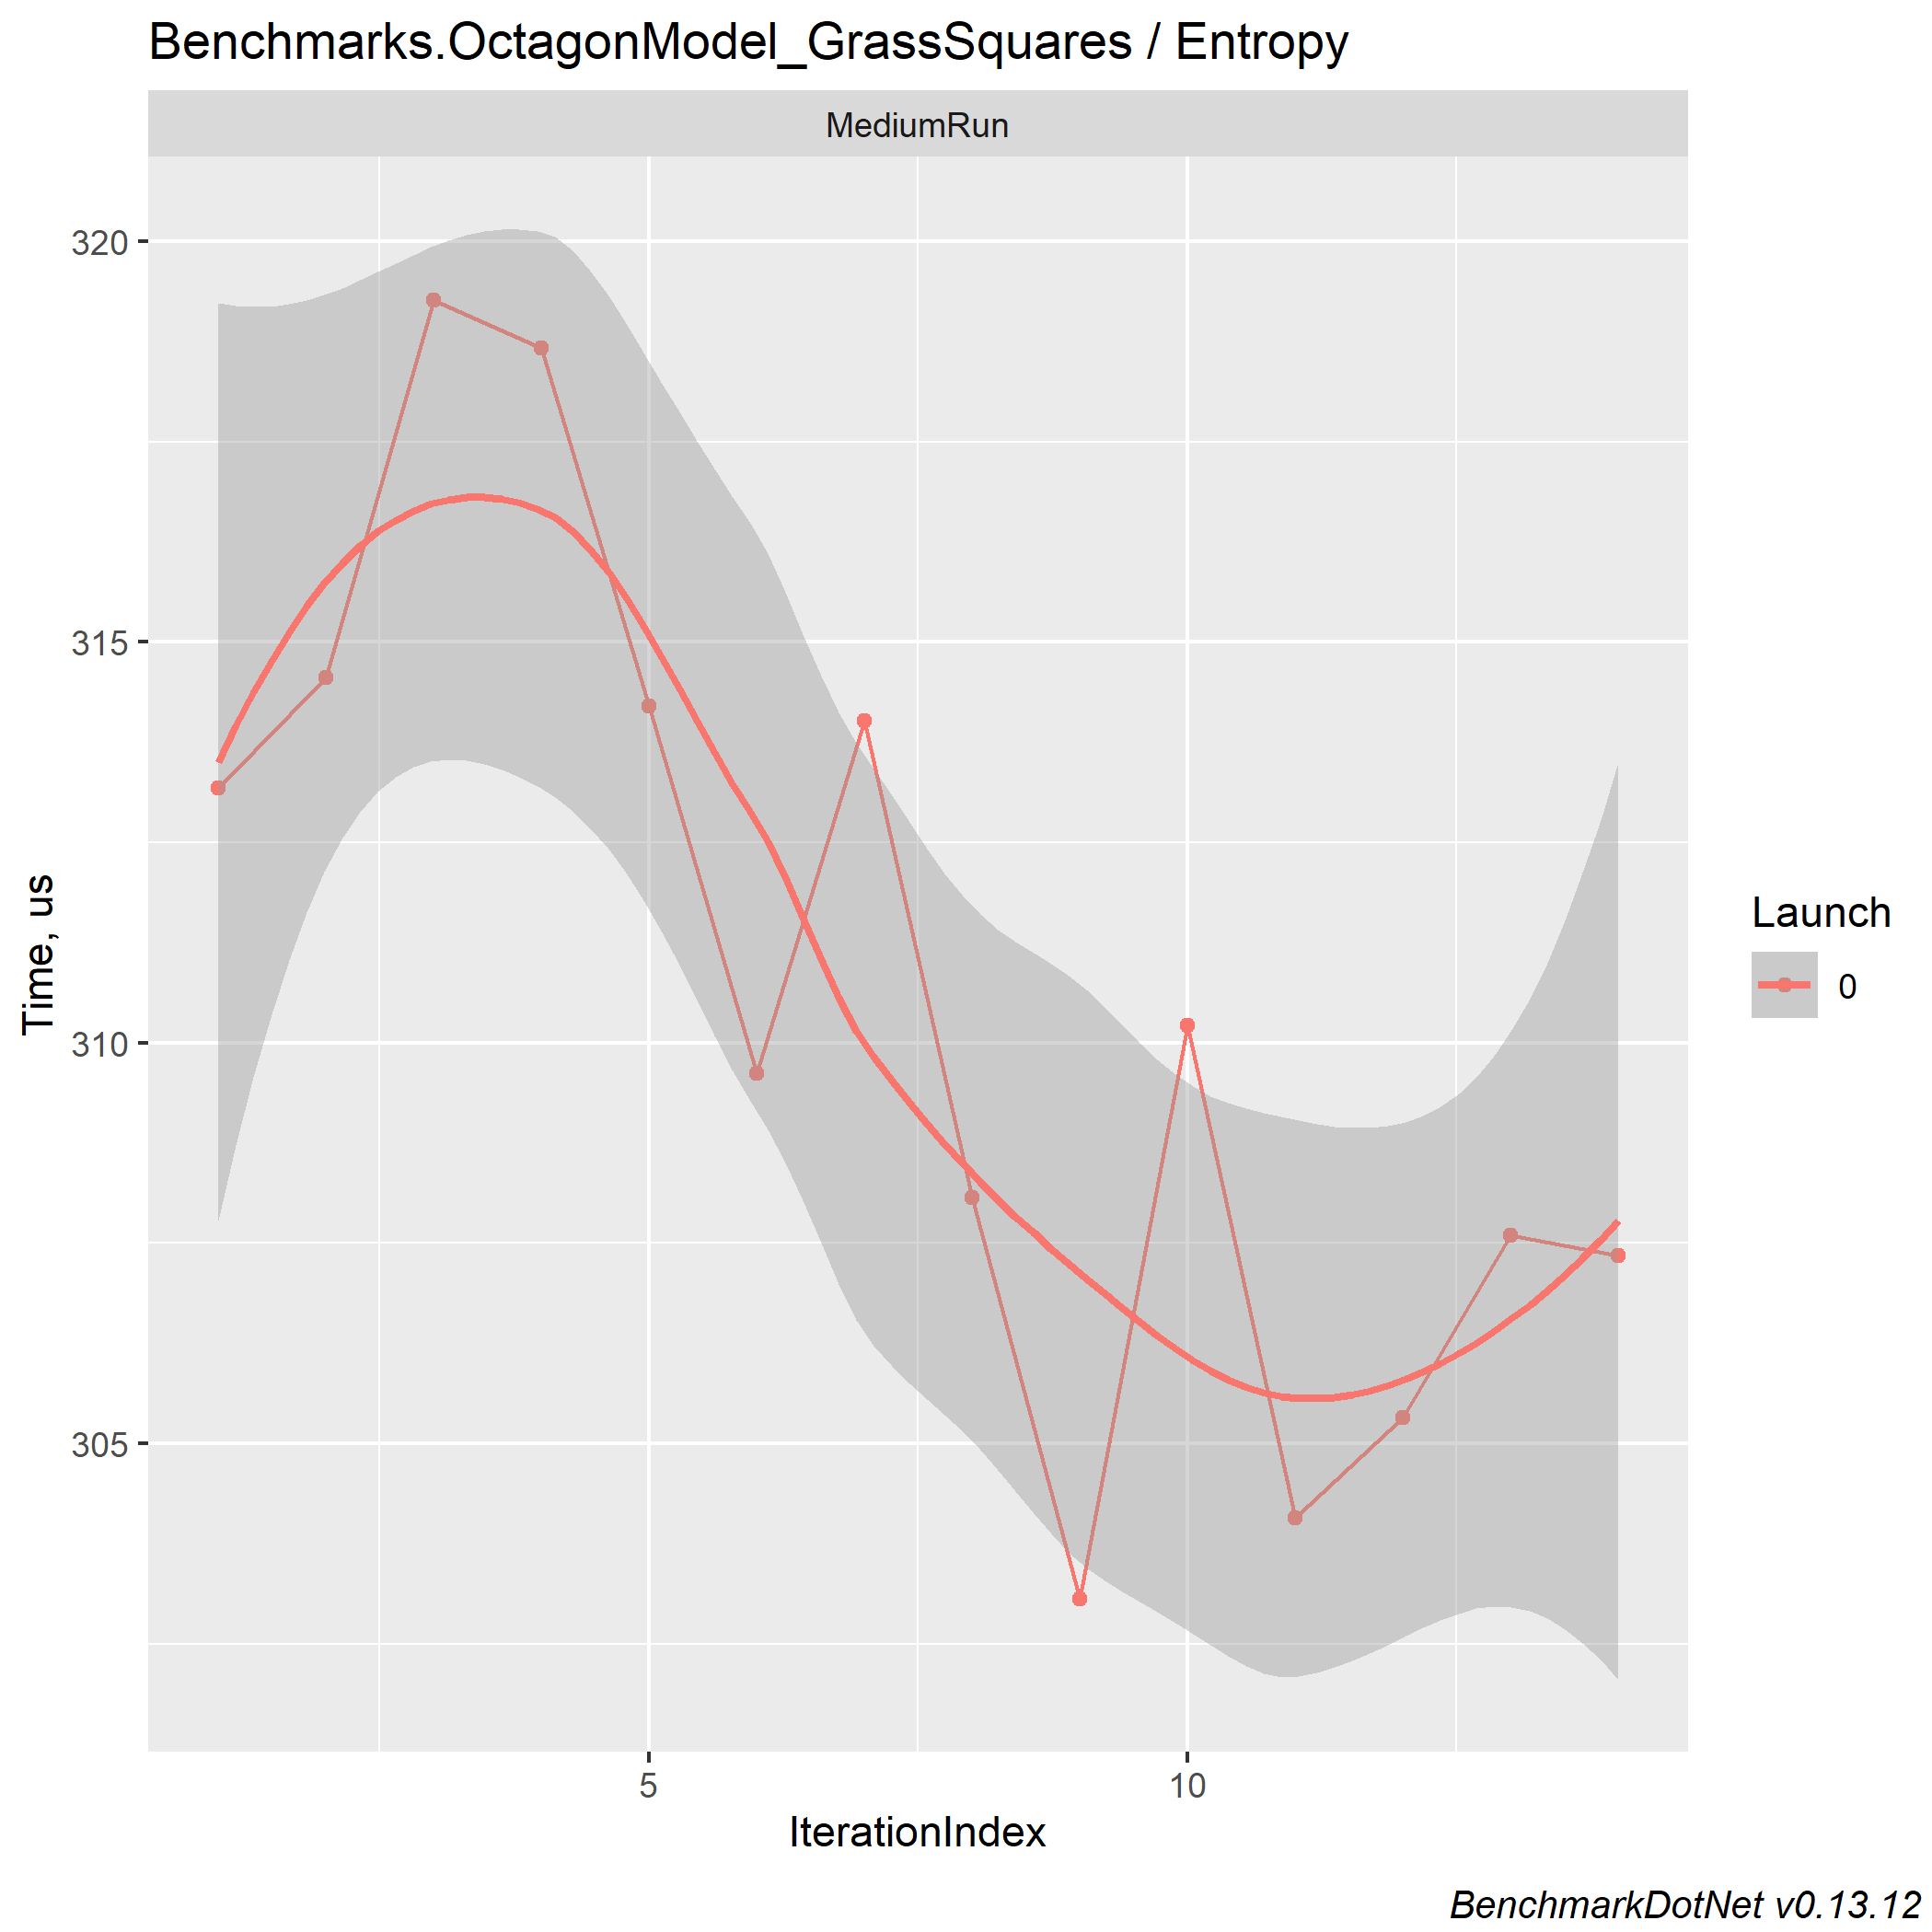 Benchmarks.OctagonModel_GrassSquares / Entropy
MediumRun
320
315
310
305
Time, us
5
10
IterationIndex
Launch
0
BenchmarkDotNet v0.13.12